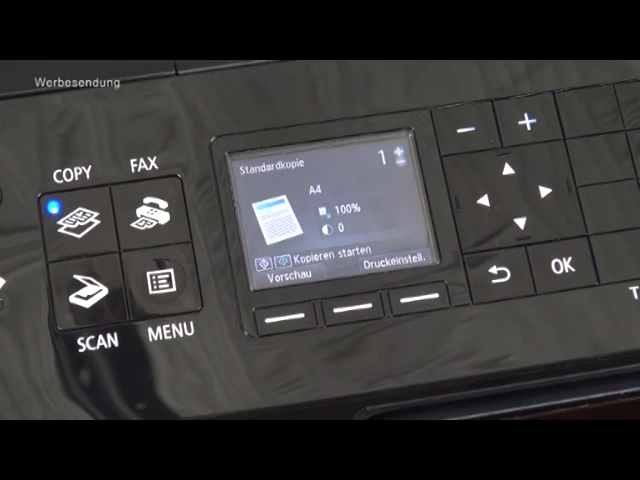 Werbesendung
COPY
FAX
Standardkopie
1
A4
100%
0
Kopieren starten
Vorschau
Druckeinstell.
SCAN
MENU
OK
T